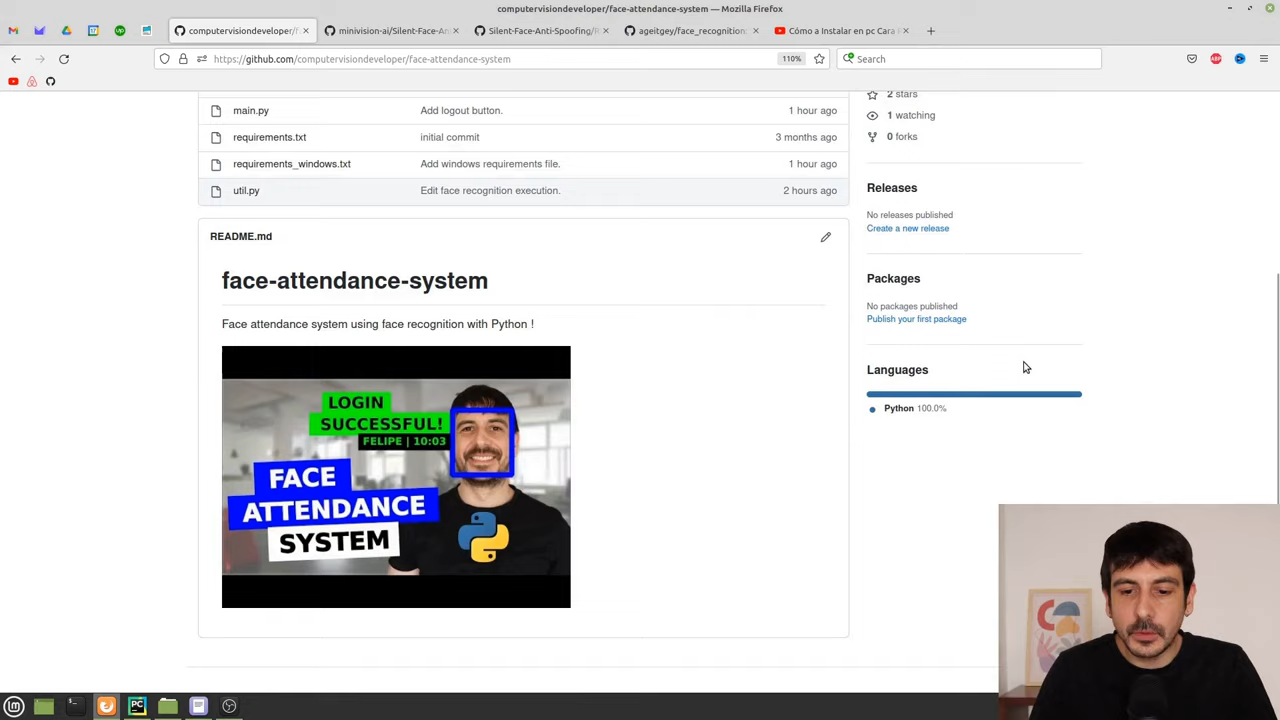 computervisiondeveloper/face-attendance-system — Mozilla Firefox
computervisiondeveloper/f
minivision-ai/Silent-Face-An
Silent-Face-Anti-Spoofing/R
ageitgey/face_recognition:
Cómo a Instalar en pc Cara
https://github.com/computervisiondeveloper/face-attendance-system
110%
Search
main.py Add logout button. 1 hour ago
requirements.txt initial commit 3 months ago
requirements_windows.txt Add windows requirements file. 1 hour ago
util.py Edit face recognition execution. 2 hours ago
README.md
face-attendance-system
Face attendance system using face recognition with Python !
LOGIN
SUCCESSFUL!
FELIPE | 10:03
FACE
ATTENDANCE
SYSTEM
2 stars
1 watching
0 forks
Releases
No releases published
Create a new release
Packages
No packages published
Publish your first package
Languages
Python 100.0%